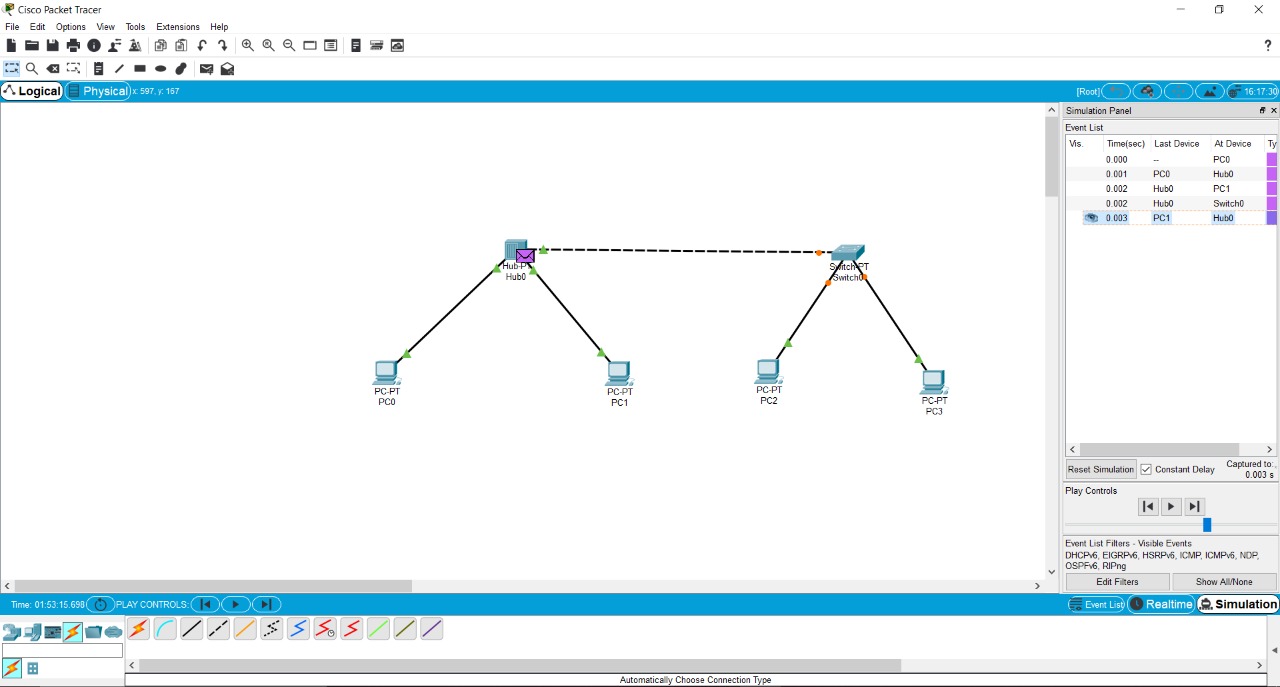 Cisco Packet Tracer
File Edit Options View Tools Extensions Help
?
Logical Physical x: 597, y: 167 [Root] 16:17:30
Simulation Panel
Event List
Vis. Time(sec) Last Device At Device Ty
0.000 -- PC0
0.001 PC0 Hub0
0.002 Hub0 PC1
0.002 Hub0 Switch0
0.003 PC1 Hub0
Hub-P
Hub0
Switch-PT
Switch0
PC-PT
PC0
PC-PT
PC1
PC-PT
PC2
PC-PT
PC3
Reset Simulation Constant Delay Captured to:
0.003 s
Play Controls
Event List Filters - Visible Events
DHCPv6, EIGRPv6, HSRPv6, ICMP, ICMPv6, NDP,
OSPFv6, RIPng
Edit Filters Show All/None
Time: 01:53:15.698 PLAY CONTROLS: Event List Realtime Simulation
Automatically Choose Connection Type